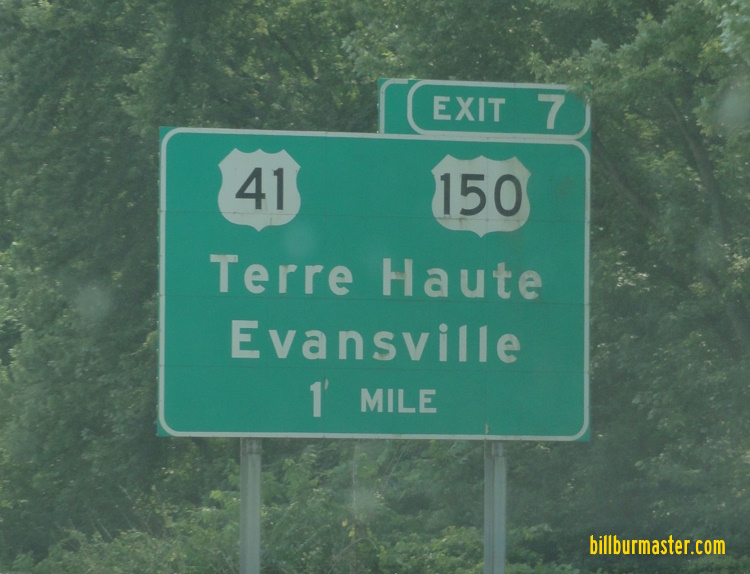 EXIT 7
41 150
Terre Haute
Evansville
1 MILE
billburmaster.com